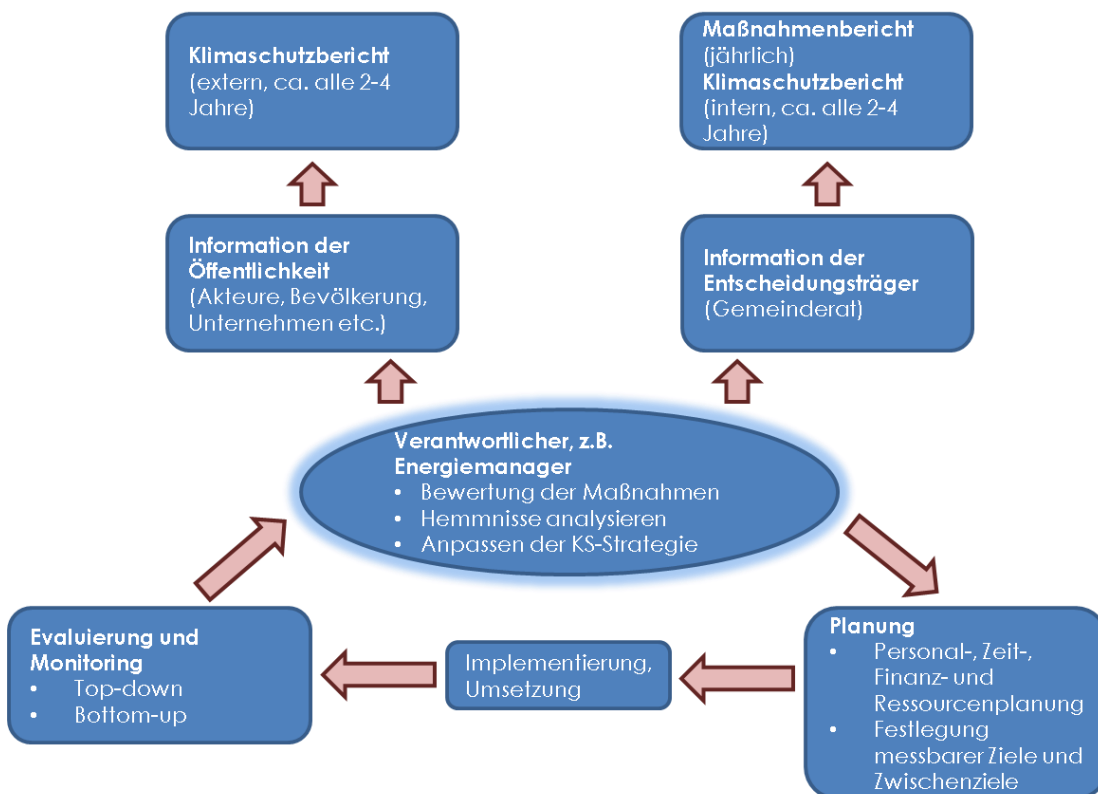 Klimaschutzbericht
(extern, ca. alle 2-4
Jahre)
Maßnahmenbericht
(jährlich)
Klimaschutzbericht
(intern, ca. alle 2-4
Jahre)
Information der
Öffentlichkeit
(Akteure, Bevölkerung,
Unternehmen etc.)
Information der
Entscheidungsträger
(Gemeinderat)
Verantwortlicher, z.B.
Energiemanager
• Bewertung der Maßnahmen
• Hemmnisse analysieren
• Anpassen der KS-Strategie
Evaluierung und
Monitoring
• Top-down
• Bottom-up
Implementierung,
Umsetzung
Planung
• Personal-, Zeit-,
Finanz- und
Ressourcenplanung
• Festlegung
messbarer Ziele und
Zwischenziele